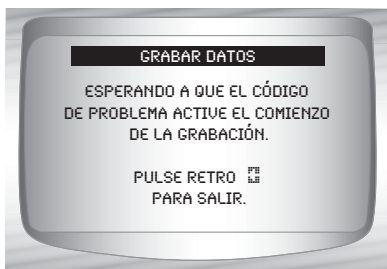 GRABAR DATOS
ESPERANDO A QUE EL CÓDIGO
DE PROBLEMA ACTIVE EL COMIENZO
DE LA GRABACIÓN.
PULSE RETRO
PARA SALIR.